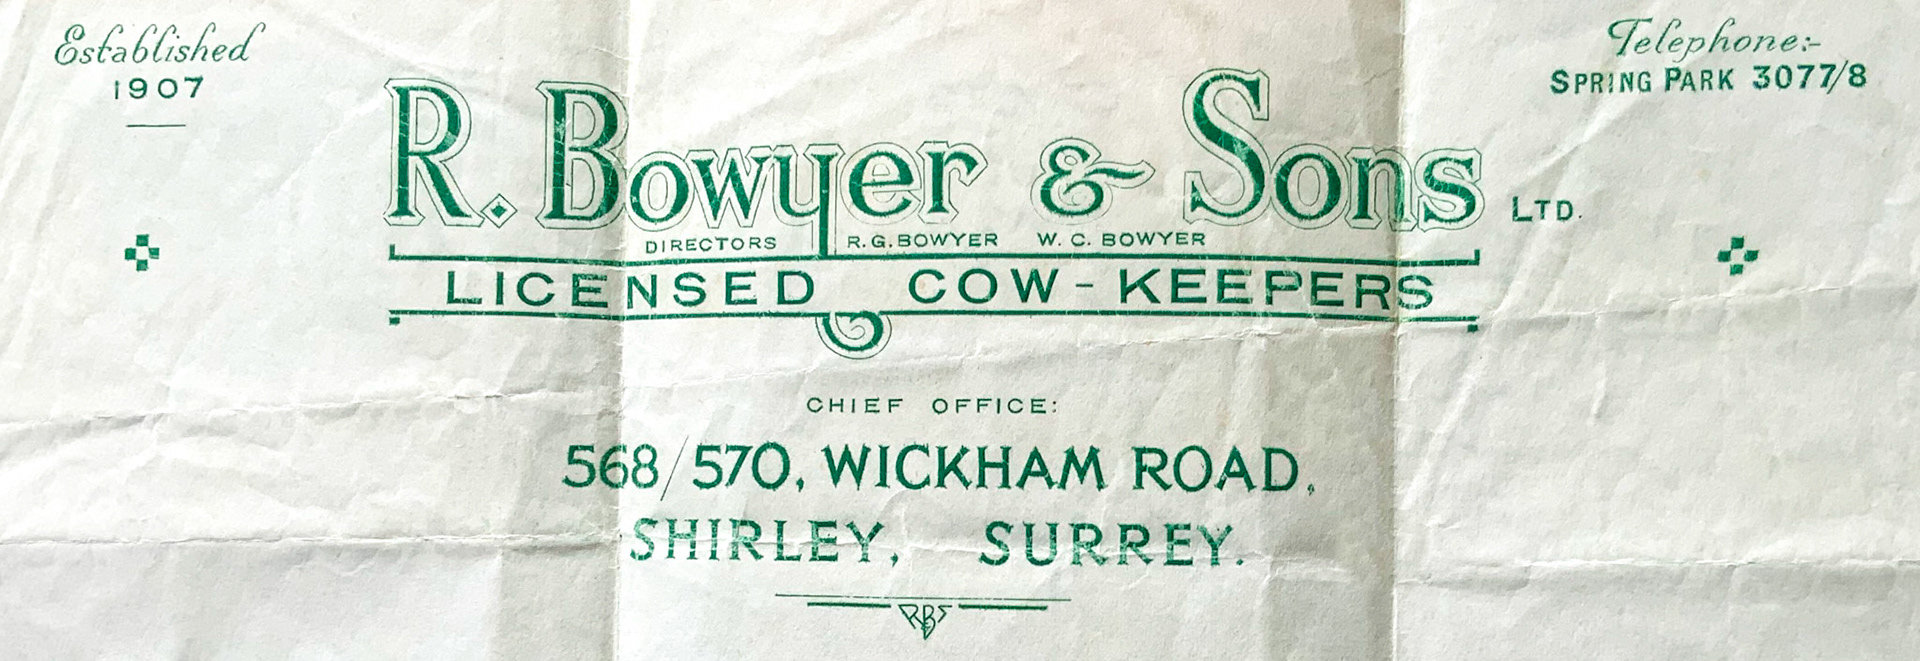 Established
1907
Telephone:-
SPRING PARK 3077/8
R. Bowyer & Sons LTD.
DIRECTORS R.G. BOWYER W. C. BOWYER
LICENSED COW-KEEPERS
CHIEF OFFICE:
568/570, WICKHAM ROAD,
SHIRLEY, SURREY.
RBS